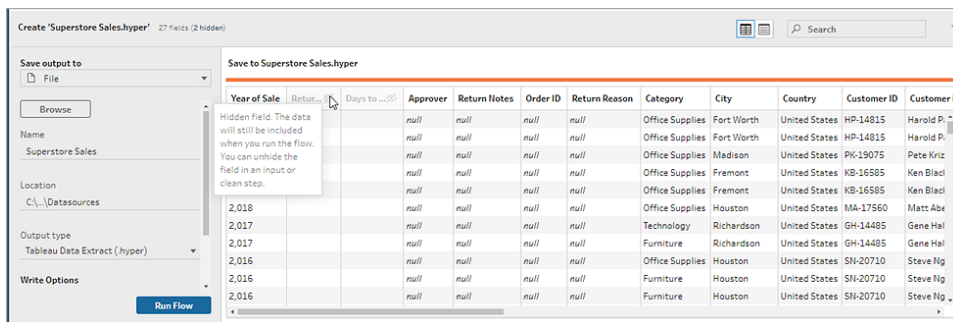 Create 'Superstore Sales.hyper' 27 fields (2 hidden)
Search
Save output to
File
Browse
Name
Superstore Sales
Location
C:\...\Datasources
Output type
Tableau Data Extract (.hyper)
Write Options
Run Flow
Save to Superstore Sales.hyper
Year of Sale Retur... Days to ... Approver Return Notes Order ID Return Reason Category City Country Customer ID Customer
Hidden field. The data
will still be included
when you run the flow.
You can unhide the
field in an input or
clean step.
null null null null Office Supplies Fort Worth United States HP-14815 Harold P
null null null null Office Supplies Fort Worth United States HP-14815 Harold P
null null null null Office Supplies Madison United States PK-19075 Pete Kriz
null null null null Office Supplies Fremont United States KB-16585 Ken Blac
null null null null Office Supplies Fremont United States KB-16585 Ken Blac
2,018 null null null null Office Supplies Houston United States MA-17560 Matt Abe
2,017 null null null null Technology Richardson United States GH-14485 Gene Hal
2,017 null null null null Furniture Richardson United States GH-14485 Gene Hal
2,016 null null null null Office Supplies Houston United States SN-20710 Steve Ng
2,016 null null null null Furniture Houston United States SN-20710 Steve Ng
2,016 null null null null Furniture Houston United States SN-20710 Steve Ng